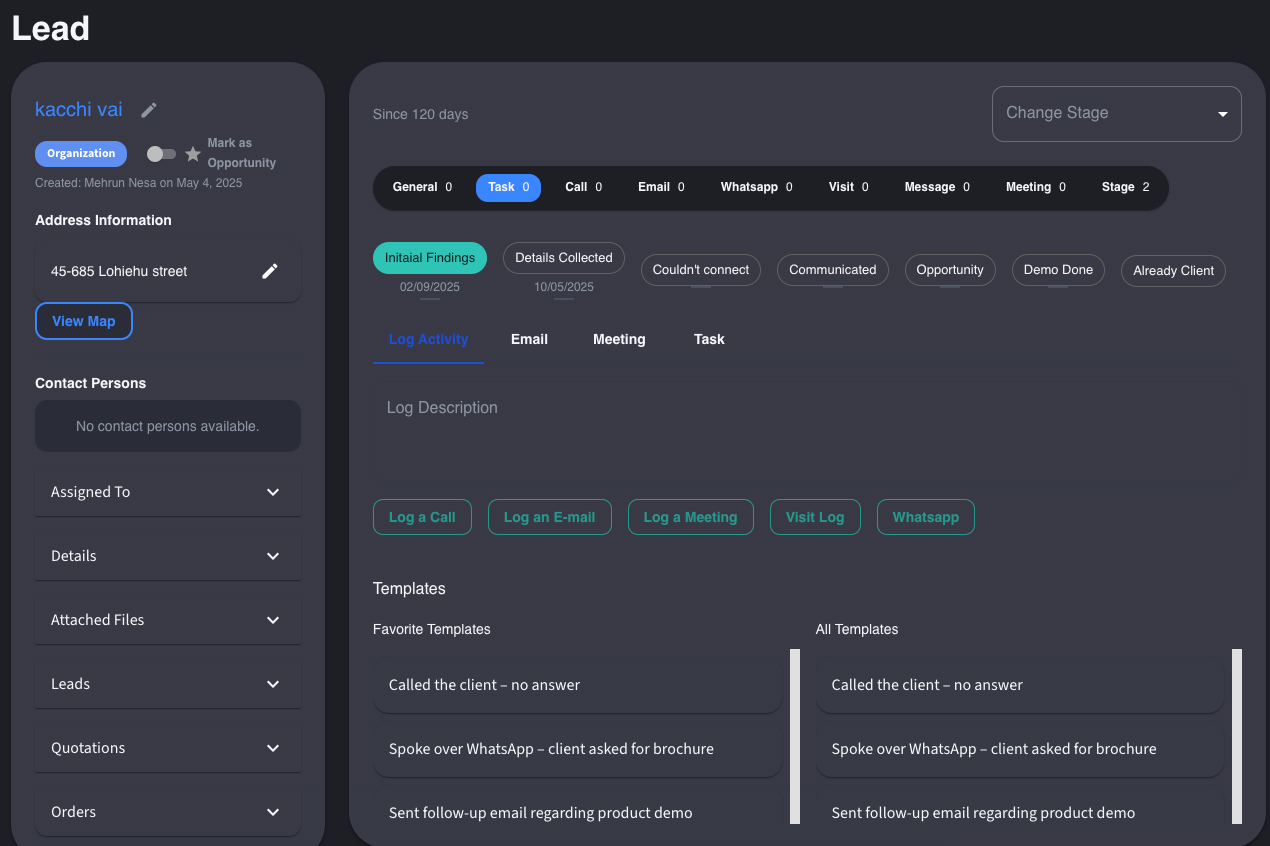 Lead
kacchi vai
Organization
Mark as
Opportunity
Created: Mehrun Nesa on May 4, 2025
Address Information
45-685 Lohiehu street
View Map
Contact Persons
No contact persons available.
Assigned To
Details
Attached Files
Leads
Quotations
Orders
Since 120 days
Change Stage
General 0 Task 0 Call 0 Email 0 Whatsapp 0 Visit 0 Message 0 Meeting 0 Stage 2
Initaial Findings Details Collected Couldn't connect Communicated Opportunity Demo Done Already Client
02/09/2025 10/05/2025
Log Activity Email Meeting Task
Log Description
Log a Call Log an E-mail Log a Meeting Visit Log Whatsapp
Templates
Favorite Templates
Called the client – no answer
Spoke over WhatsApp – client asked for brochure
Sent follow-up email regarding product demo
All Templates
Called the client – no answer
Spoke over WhatsApp – client asked for brochure
Sent follow-up email regarding product demo